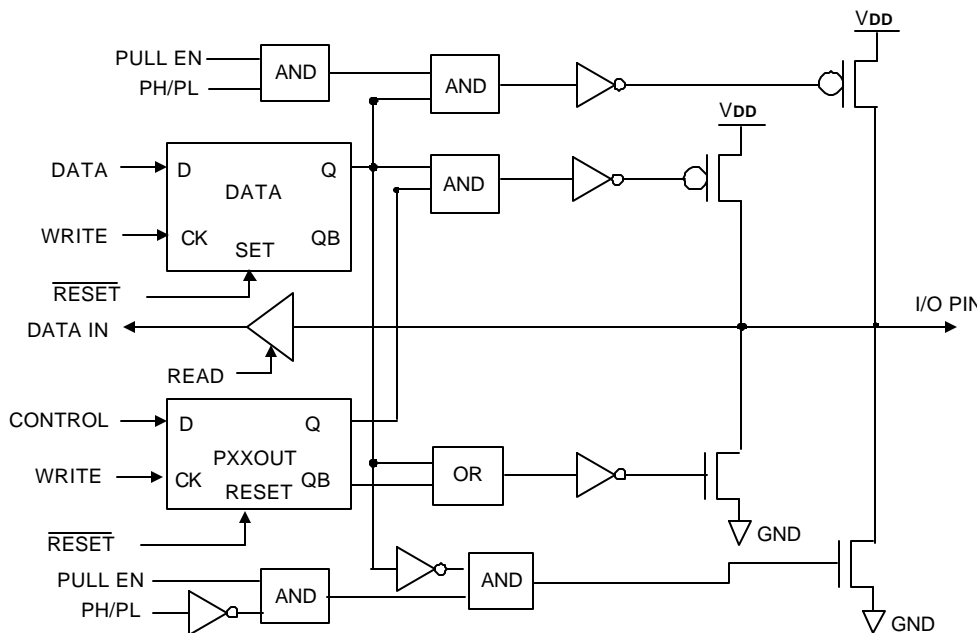 VDD
PULL EN
PH/PL
AND
AND
VDD
DATA
D
Q
DATA
AND
WRITE
CK
QB
SET
RESET
I/O PIN
DATA IN
READ
CONTROL
D
Q
PXXOUT
WRITE
CK
QB
RESET
OR
GND
RESET
PULL EN
AND
AND
PH/PL
GND